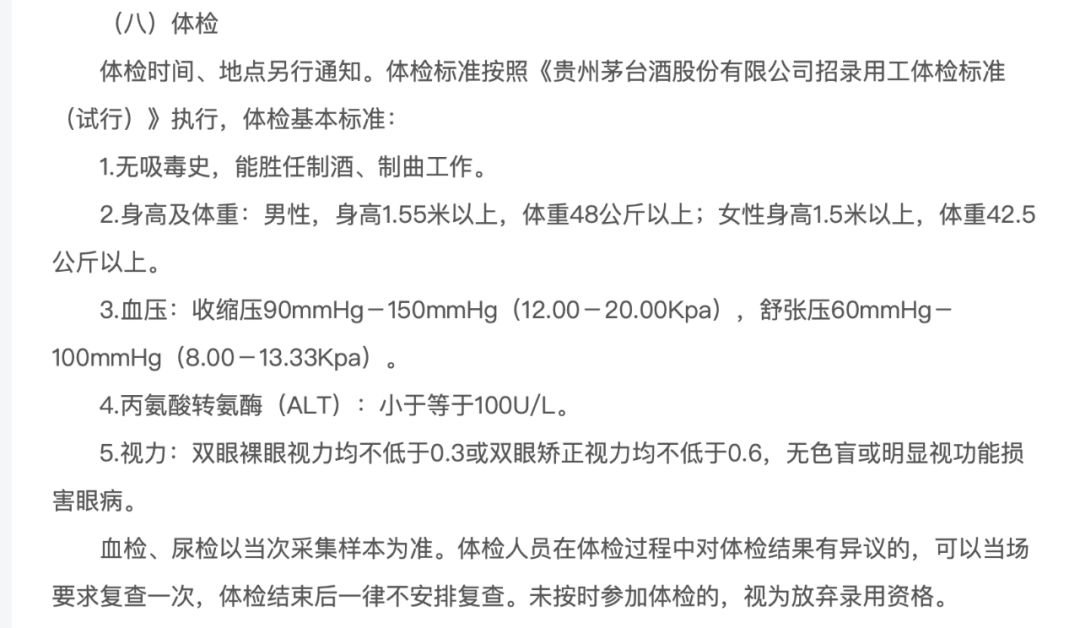 （八）体检
体检时间、地点另行通知。体检标准按照《贵州茅台酒股份有限公司招录用工体检标准
（试行）》执行，体检基本标准：
1.无吸毒史，能胜任制酒、制曲工作。
2.身高及体重：男性，身高1.55米以上，体重48公斤以上；女性身高1.5米以上，体重42.5
公斤以上。
3.血压：收缩压90mmHg－150mmHg（12.00－20.00Kpa），舒张压60mmHg－
100mmHg（8.00－13.33Kpa）。
4.丙氨酸转氨酶（ALT）：小于等于100U/L。
5.视力：双眼裸眼视力均不低于0.3或双眼矫正视力均不低于0.6，无色盲或明显视功能损
害眼病。
血检、尿检以当次采集样本为准。体检人员在体检过程中对体检结果有异议的，可以当场
要求复查一次，体检结束后一律不安排复查。未按时参加体检的，视为放弃录用资格。